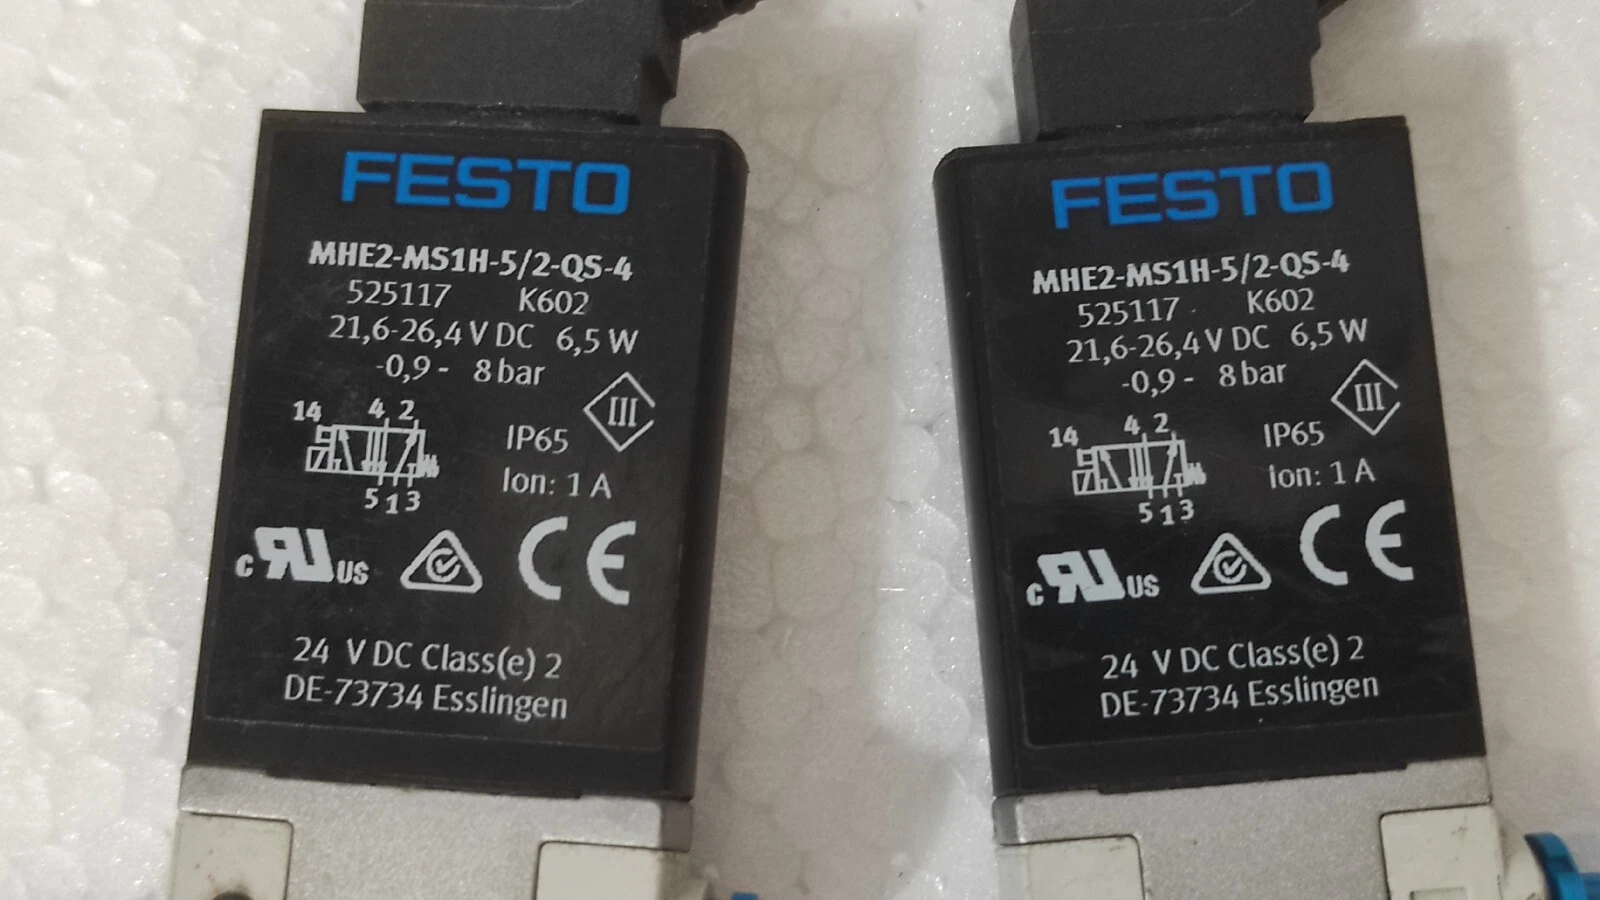 FESTO
MHE2-MS1H-5/2-QS-4
525117 K602
21,6-26,4 V DC 6,5 W
-0,9 - 8 bar
III
14 4 2
IP65
Ion: 1 A
5 1 3
c RU US
CE
24 V DC Class(e) 2
DE-73734 Esslingen
FESTO
MHE2-MS1H-5/2-QS-4
525117 K602
21,6-26,4 V DC 6,5 W
-0,9 - 8 bar
III
14 4 2
IP65
Ion: 1 A
5 1 3
c RU US
CE
24 V DC Class(e) 2
DE-73734 Esslingen